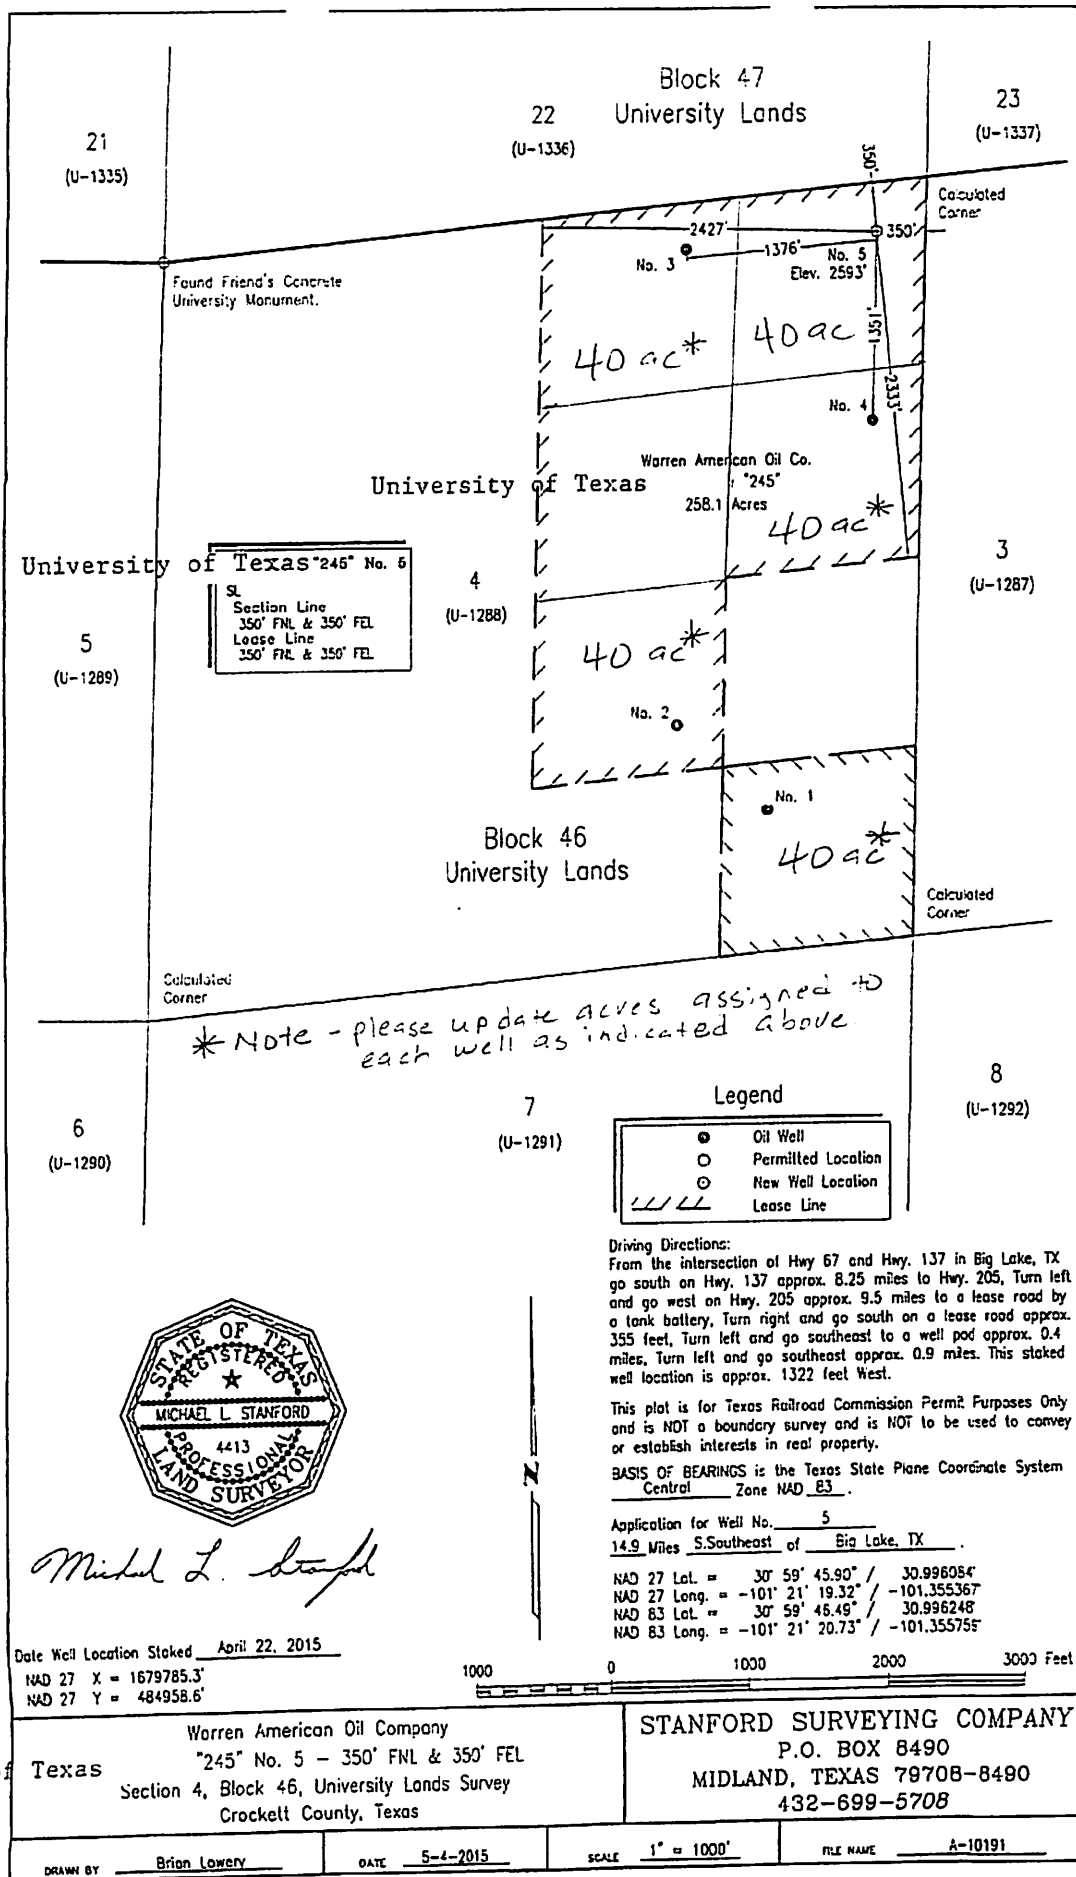 Block 47
University Lands
21
(U-1335)
22
(U-1336)
23
(U-1337)
350'
Calculated
Corner
2427'
350'
No. 3
1376'
No. 5
Elev. 2593'
Found Friend's Concrete
University Monument.
40 ac*
40 ac
1351'
2333'
No. 4
Warren American Oil Co.
"245"
258.1 Acres
University of Texas
40 ac*
University of Texas "245" No. 5
SL
Section Line
350' FNL & 350' FEL
Lease Line
350' FNL & 350' FEL
4
(U-1288)
3
(U-1287)
5
(U-1289)
40 ac*
No. 2
No. 1
Block 46
University Lands
40 ac*
Calculated
Corner
Calculated
Corner
* Note - please update acres assigned to
each well as indicated above
6
(U-1290)
7
(U-1291)
8
(U-1292)
Legend
Oil Well
Permitted Location
New Well Location
Lease Line
Driving Directions:
From the intersection of Hwy 67 and Hwy. 137 in Big Lake, TX
go south on Hwy. 137 approx. 8.25 miles to Hwy. 205, Turn left
and go west on Hwy. 205 approx. 9.5 miles to a lease road by
a tank battery, Turn right and go south on a lease road approx.
355 feet, Turn left and go southeast to a well pad approx. 0.4
miles, Turn left and go southeast approx. 0.9 miles. This staked
well location is approx. 1322 feet West.
This plat is for Texas Railroad Commission Permit Purposes Only
and is NOT a boundary survey and is NOT to be used to convey
or establish interests in real property.
BASIS OF BEARINGS is the Texas State Plane Coordinate System
Central Zone NAD 83 .
Application for Well No. 5
14.9 Miles S.Southeast of Big Lake, TX .
NAD 27 Lat. = 30° 59' 45.90" / 30.996084°
NAD 27 Long. = -101° 21' 19.32" / -101.355367°
NAD 83 Lat. = 30° 59' 46.49" / 30.996248°
NAD 83 Long. = -101° 21' 20.73" / -101.355759°
STATE OF TEXAS
REGISTERED
MICHAEL L. STANFORD
4413
PROFESSIONAL
LAND SURVEYOR
Michael L. Stanford
N
Date Well Location Staked April 22, 2015
NAD 27 X = 1679785.3'
NAD 27 Y = 484958.6'
1000 0 1000 2000 3000 Feet
Warren American Oil Company
"245" No. 5 - 350' FNL & 350' FEL
Section 4, Block 46, University Lands Survey
Crockett County, Texas
of Texas
STANFORD SURVEYING COMPANY
P.O. BOX 8490
MIDLAND, TEXAS 79708-8490
432-699-5708
DRAWN BY Brian Lowery
DATE 5-4-2015
SCALE 1" = 1000'
FILE NAME A-10191